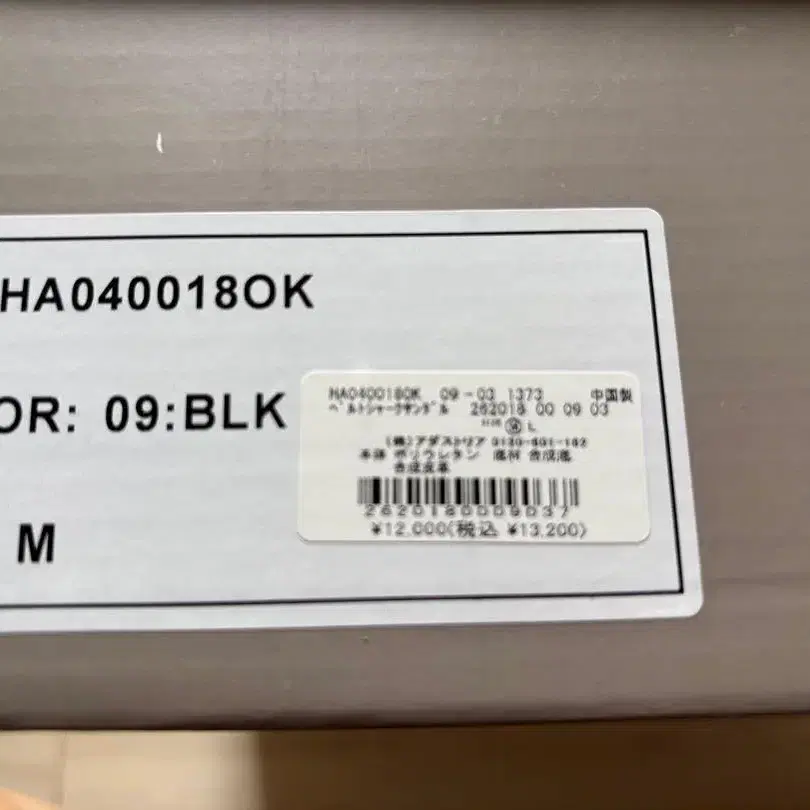 HA040018OK
OR: 09:BLK
M
HA040018OK 09-03 1373 中国製
ベルトシャークサンダル 262018 00 09 03
L
(株)アダストリア 0120-601-162
本体 ポリウレタン 底材 合成底
合成皮革
2620180009037
¥12,000(税込 ¥13,200)